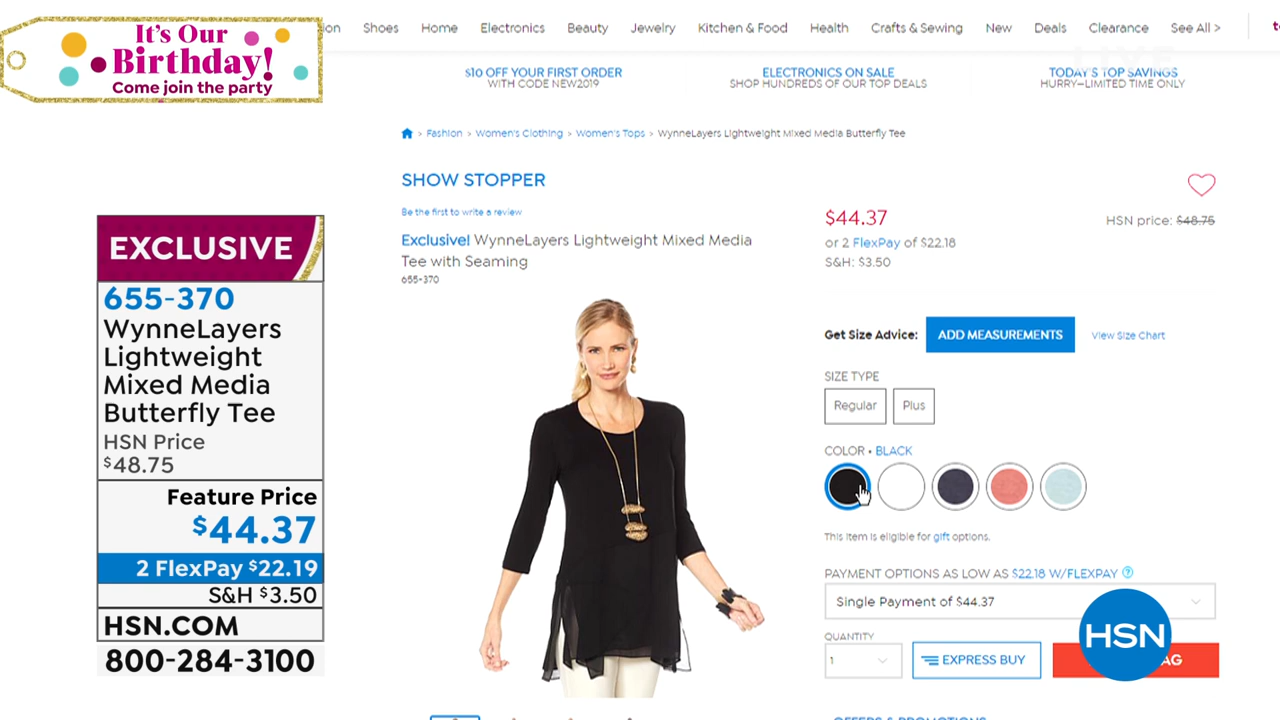 It's Our
Birthday!
Come join the party
Shoes
Home
Electronics
Beauty
Jewelry
Kitchen & Food
Health
Crafts & Sewing
New
Deals
Clearance
See All >
LIVE
$10 OFF YOUR FIRST ORDER
WITH CODE NEW2019
ELECTRONICS ON SALE
SHOP HUNDREDS OF OUR TOP DEALS
TODAY'S TOP SAVINGS
HURRY—LIMITED TIME ONLY
> Fashion > Women's Clothing > Women's Tops > WynneLayers Lightweight Mixed Media Butterfly Tee
SHOW STOPPER
Be the first to write a review
Exclusive! WynneLayers Lightweight Mixed Media
Tee with Seaming
655-370
$44.37
HSN price: $48.75
or 2 FlexPay of $22.18
S&H: $3.50
Get Size Advice:
ADD MEASUREMENTS
View Size Chart
SIZE TYPE
Regular
Plus
COLOR • BLACK
This item is eligible for gift options.
PAYMENT OPTIONS AS LOW AS $22.18 W/FLEXPAY ?
Single Payment of $44.37
QUANTITY
1
EXPRESS BUY
AG
HSN
OFFERS & PROMOTIONS
EXCLUSIVE
655-370
WynneLayers
Lightweight
Mixed Media
Butterfly Tee
HSN Price
$48.75
Feature Price
$44.37
2 FlexPay $22.19
S&H $3.50
HSN.COM
800-284-3100